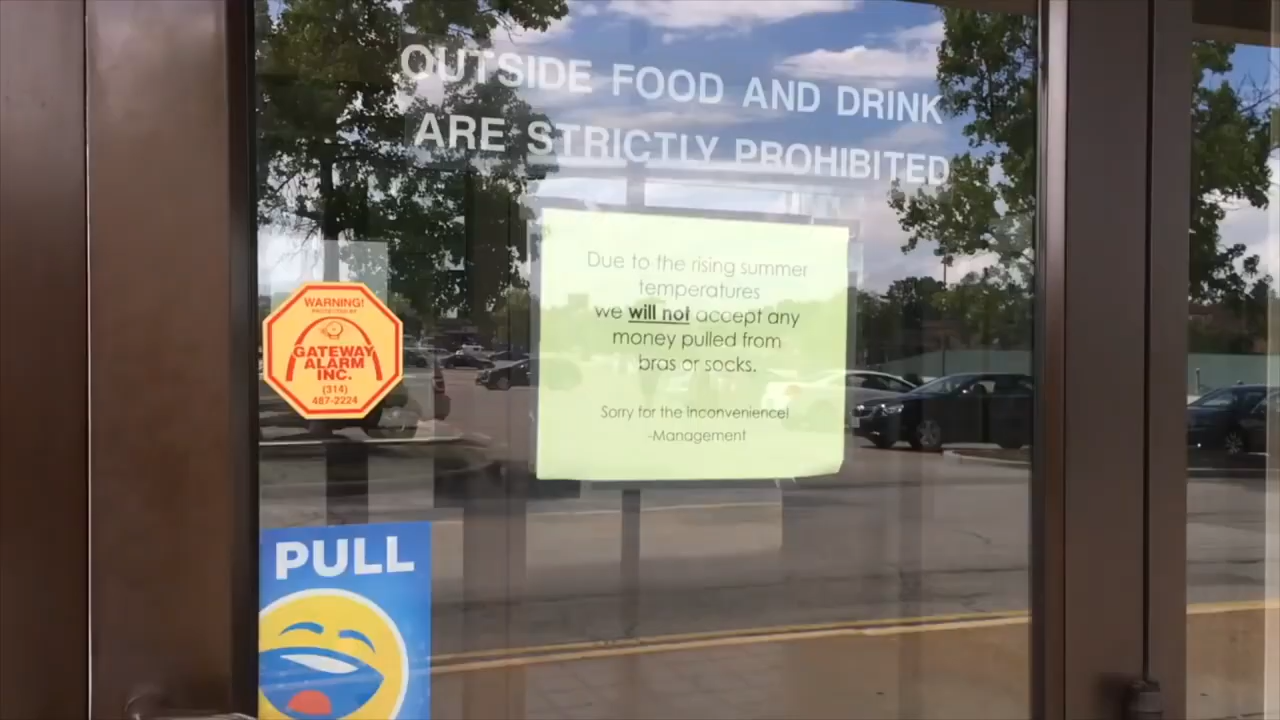 OUTSIDE FOOD AND DRINK
ARE STRICTLY PROHIBITED
Due to the rising summer
temperatures
we will not accept any
money pulled from
bras or socks.
Sorry for the Inconvenience!
-Management
WARNING!
PROTECTED BY
GATEWAY
ALARM
INC.
(314)
487-2224
PULL